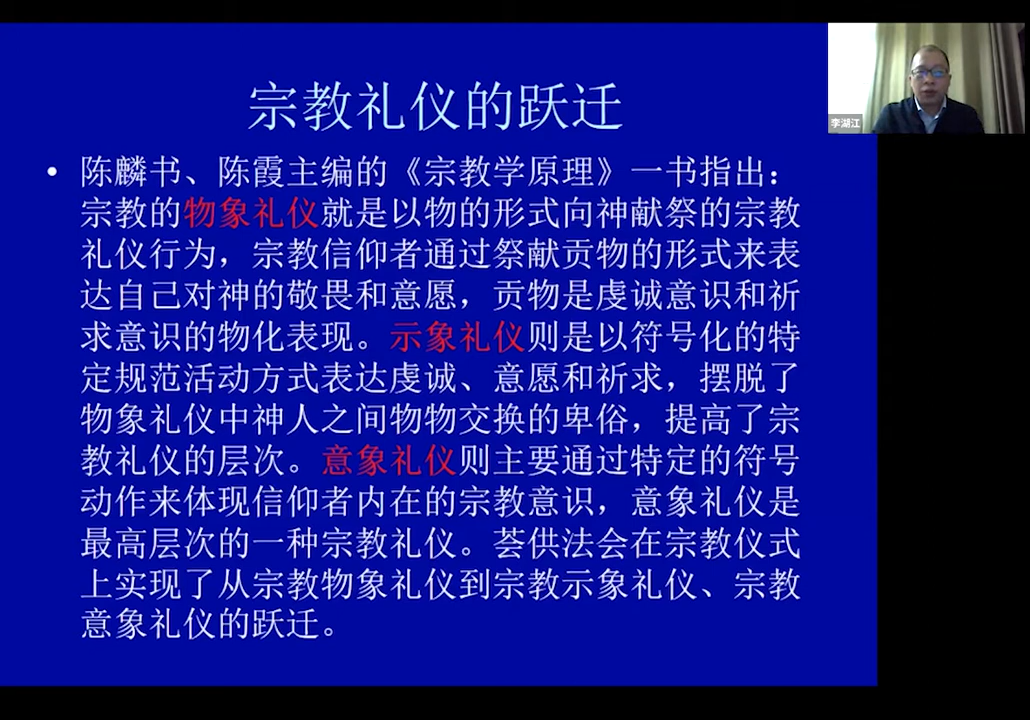 李湖江
宗教礼仪的跃迁
• 陈麟书、陈霞主编的《宗教学原理》一书指出：
宗教的物象礼仪就是以物的形式向神献祭的宗教
礼仪行为，宗教信仰者通过祭献贡物的形式来表
达自己对神的敬畏和意愿，贡物是虔诚意识和祈
求意识的物化表现。示象礼仪则是以符号化的特
定规范活动方式表达虔诚、意愿和祈求，摆脱了
物象礼仪中神人之间物物交换的卑俗，提高了宗
教礼仪的层次。意象礼仪则主要通过特定的符号
动作来体现信仰者内在的宗教意识，意象礼仪是
最高层次的一种宗教礼仪。荟供法会在宗教仪式
上实现了从宗教物象礼仪到宗教示象礼仪、宗教
意象礼仪的跃迁。